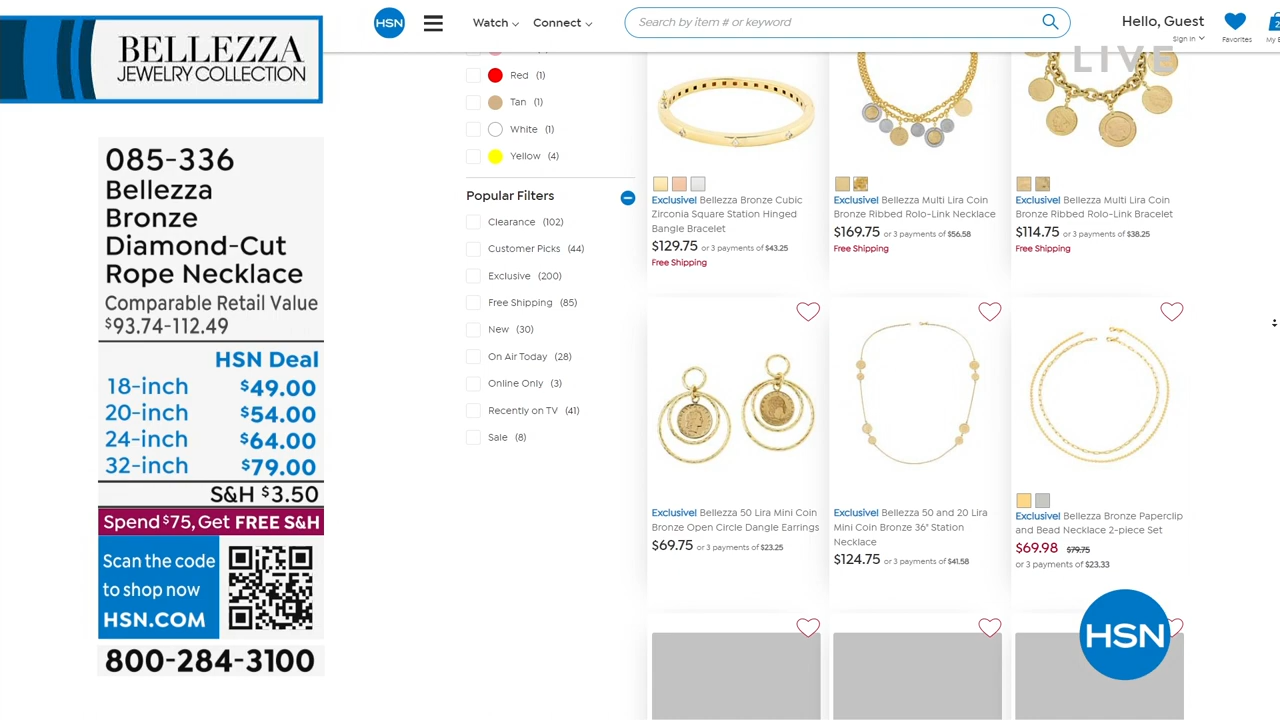 BELLEZZA
JEWELRY COLLECTION
085-336
Bellezza
Bronze
Diamond-Cut
Rope Necklace
Comparable Retail Value
$93.74-112.49
HSN Deal
18-inch $49.00
20-inch $54.00
24-inch $64.00
32-inch $79.00
S&H $3.50
Spend $75, Get FREE S&H
Scan the code
to shop now
HSN.COM
800-284-3100
HSN
Watch
Connect
Search by item # or keyword
Hello, Guest
Sign In
Favorites
2
LIVE
Red (1)
Tan (1)
White (1)
Yellow (4)
Popular Filters
Clearance (102)
Customer Picks (44)
Exclusive (200)
Free Shipping (85)
New (30)
On Air Today (28)
Online Only (3)
Recently on TV (41)
Sale (8)
Exclusive! Bellezza Bronze Cubic
Zirconia Square Station Hinged
Bangle Bracelet
$129.75 or 3 payments of $43.25
Free Shipping
Exclusive! Bellezza Multi Lira Coin
Bronze Ribbed Rolo-Link Necklace
$169.75 or 3 payments of $56.58
Free Shipping
Exclusive! Bellezza Multi Lira Coin
Bronze Ribbed Rolo-Link Bracelet
$114.75 or 3 payments of $38.25
Free Shipping
Exclusive! Bellezza 50 Lira Mini Coin
Bronze Open Circle Dangle Earrings
$69.75 or 3 payments of $23.25
Exclusive! Bellezza 50 and 20 Lira
Mini Coin Bronze 36" Station
Necklace
$124.75 or 3 payments of $41.58
Exclusive! Bellezza Bronze Paperclip
and Bead Necklace 2-piece Set
$69.98 $79.75
or 3 payments of $23.33
HSN